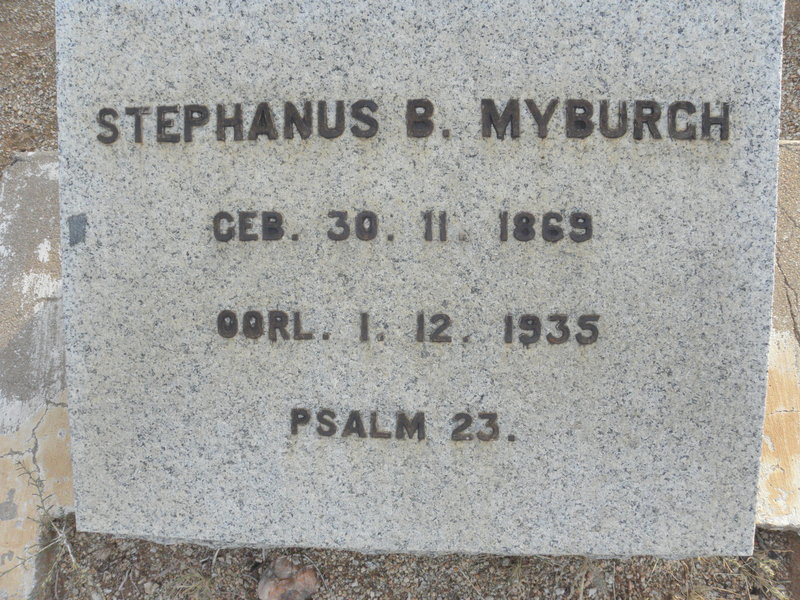 STEPHANUS B. MYBURGH
GEB. 30. 11. 1869
OORL. 1. 12. 1935
PSALM 23.